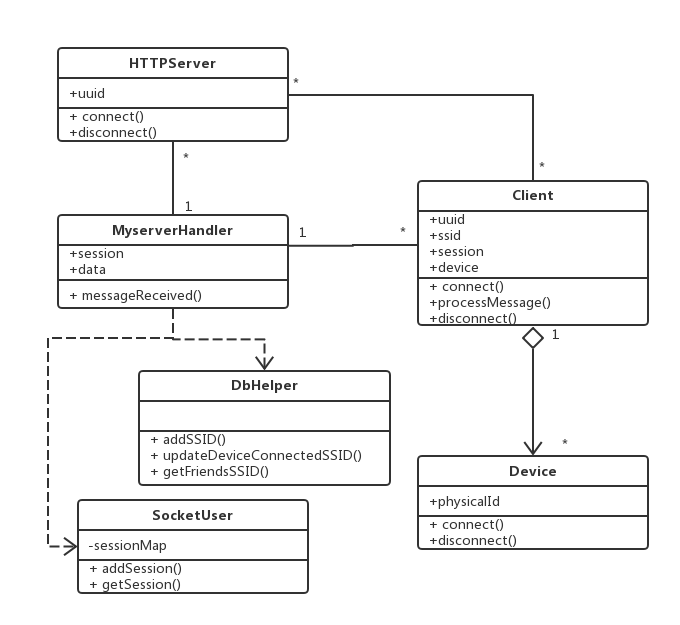 HTTPServer
+uuid
+ connect()
+disconnect()
*
*
*
1
MyserverHandler
+session
+data
+ messageReceived()
1
*
Client
+uuid
+ssid
+session
+device
+ connect()
+processMessage()
+disconnect()
1
*
DbHelper
+ addSSID()
+ updateDeviceConnectedSSID()
+ getFriendsSSID()
Device
+physicalId
+ connect()
+disconnect()
SocketUser
-sessionMap
+ addSession()
+ getSession()